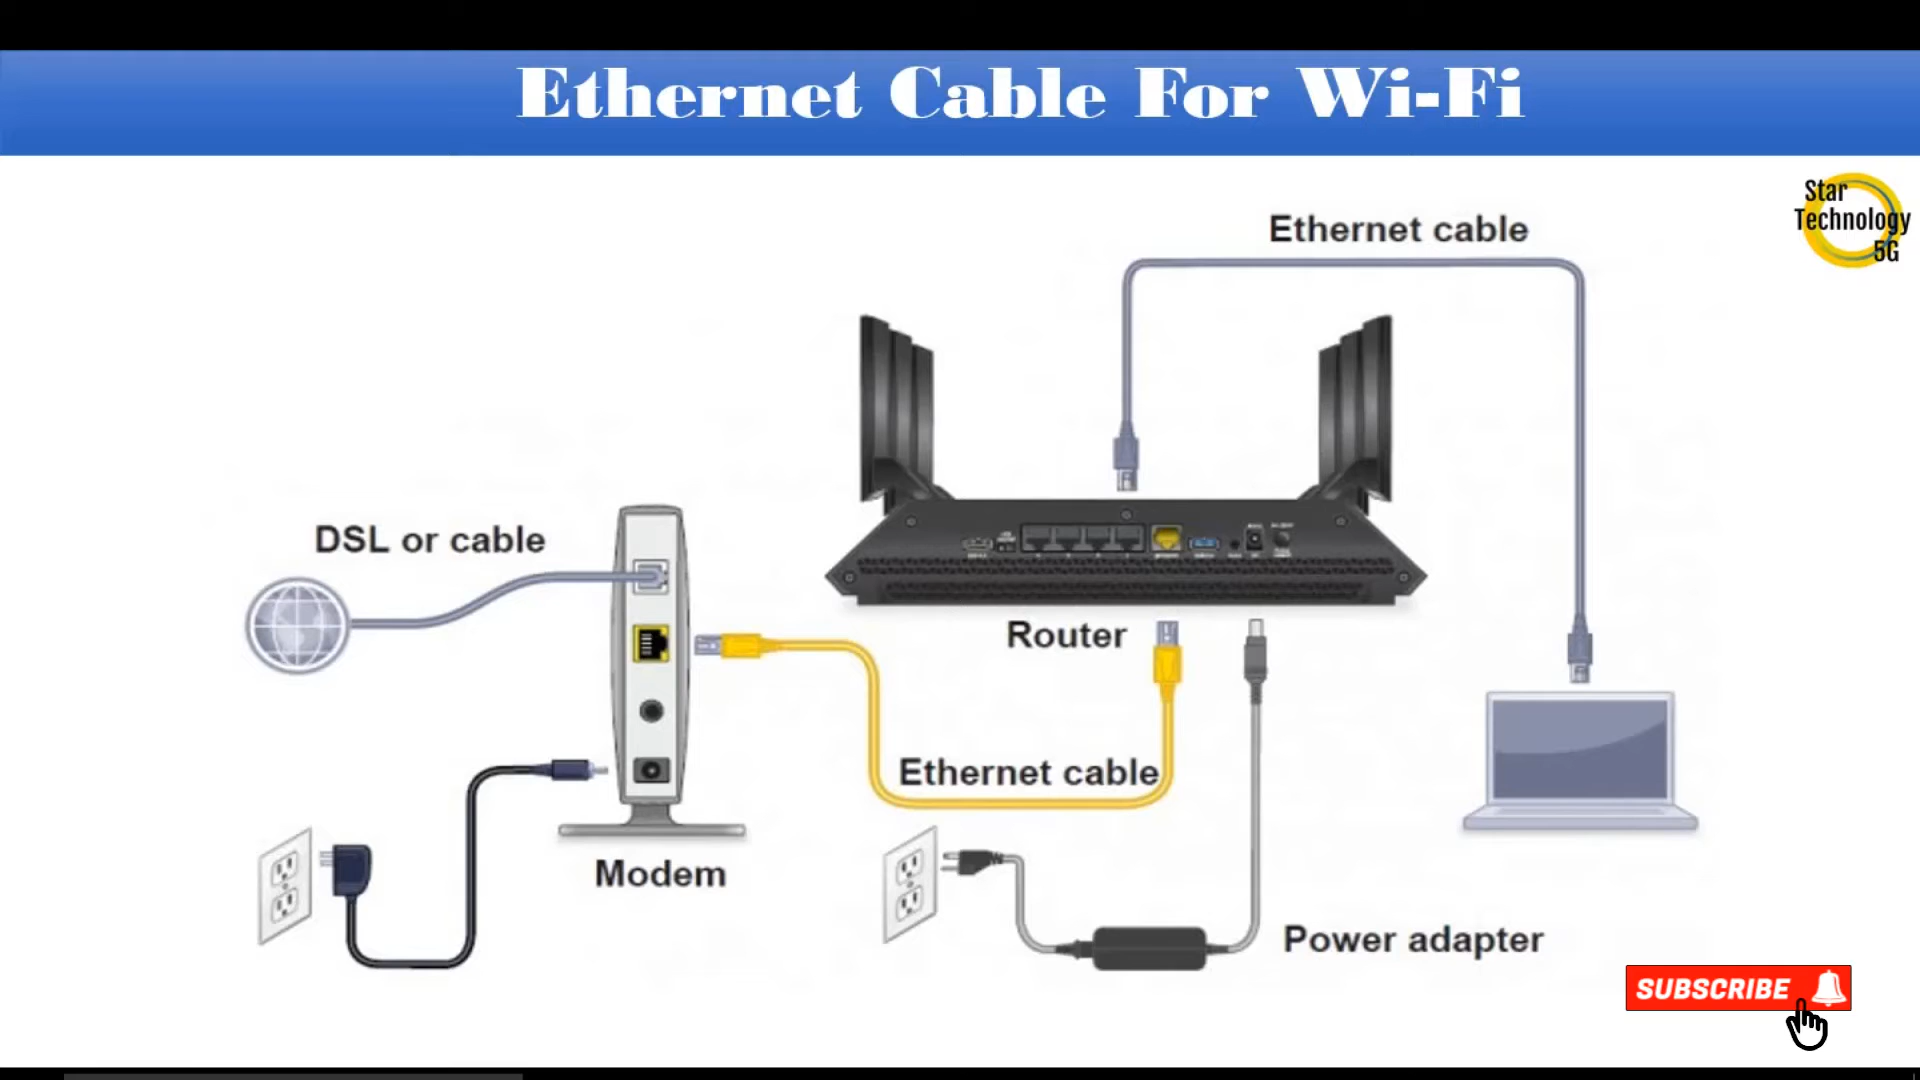 Ethernet Cable For Wi-Fi
Star
Technology
5G
Ethernet cable
DSL or cable
Router
Ethernet cable
Modem
Power adapter
SUBSCRIBE